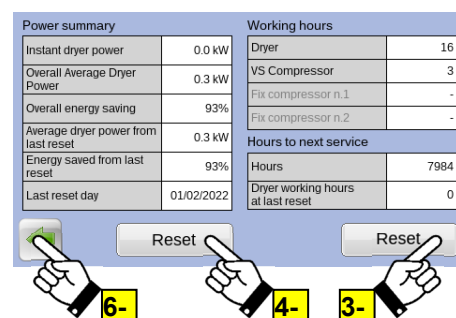 Power summary
Instant dryer power 0.0 kW
Overall Average Dryer
Power 0.3 kW
Overall energy saving 93%
Average dryer power from
last reset 0.3 kW
Energy saved from last
reset 93%
Last reset day 01/02/2022
Working hours
Dryer 16
VS Compressor 3
Fix compressor n.1 -
Fix compressor n.2 -
Hours to next service
Hours 7984
Dryer working hours
at last reset 0
Reset
Reset
6-
4-
3-